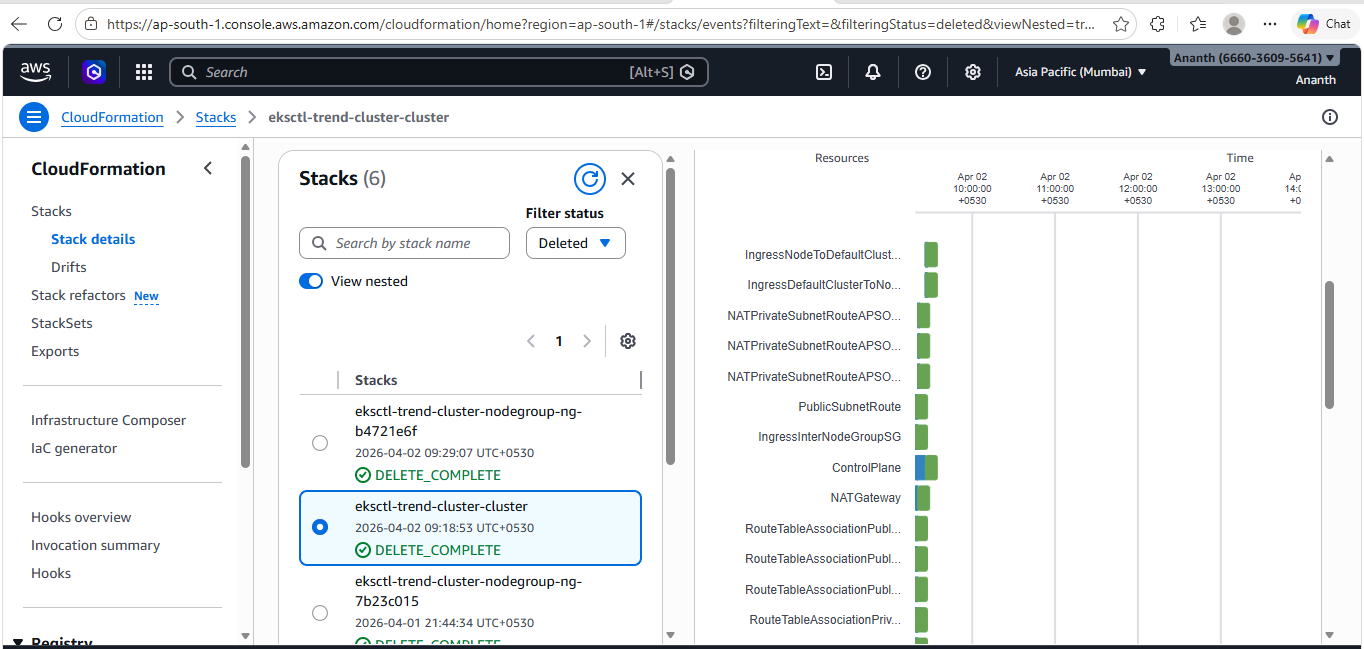 https://ap-south-1.console.aws.amazon.com/cloudformation/home?region=ap-south-1#/stacks/events?filteringText=&filteringStatus=deleted&viewNested=tr...
Chat
aws
Search
[Alt+S]
Asia Pacific (Mumbai)
Ananth (6660-3609-5641)
Ananth
CloudFormation
Stacks
eksctl-trend-cluster-cluster
CloudFormation
Stacks
Stack details
Drifts
Stack refactors New
StackSets
Exports
Infrastructure Composer
IaC generator
Hooks overview
Invocation summary
Hooks
Registry
Stacks (6)
Filter status
Search by stack name
Deleted
View nested
1
Stacks
eksctl-trend-cluster-nodegroup-ng-
b4721e6f
2026-04-02 09:29:07 UTC+0530
DELETE_COMPLETE
eksctl-trend-cluster-cluster
2026-04-02 09:18:53 UTC+0530
DELETE_COMPLETE
eksctl-trend-cluster-nodegroup-ng-
7b23c015
2026-04-01 21:44:34 UTC+0530
DELETE_COMPLETE
Resources
Time
Apr 02
10:00:00
+0530
Apr 02
11:00:00
+0530
Apr 02
12:00:00
+0530
Apr 02
13:00:00
+0530
Ap
14:0
+0
IngressNodeToDefaultClust...
IngressDefaultClusterToNo...
NATPrivateSubnetRouteAPSO...
NATPrivateSubnetRouteAPSO...
NATPrivateSubnetRouteAPSO...
PublicSubnetRoute
IngressInterNodeGroupSG
ControlPlane
NATGateway
RouteTableAssociationPubl...
RouteTableAssociationPubl...
RouteTableAssociationPubl...
RouteTableAssociationPriv...